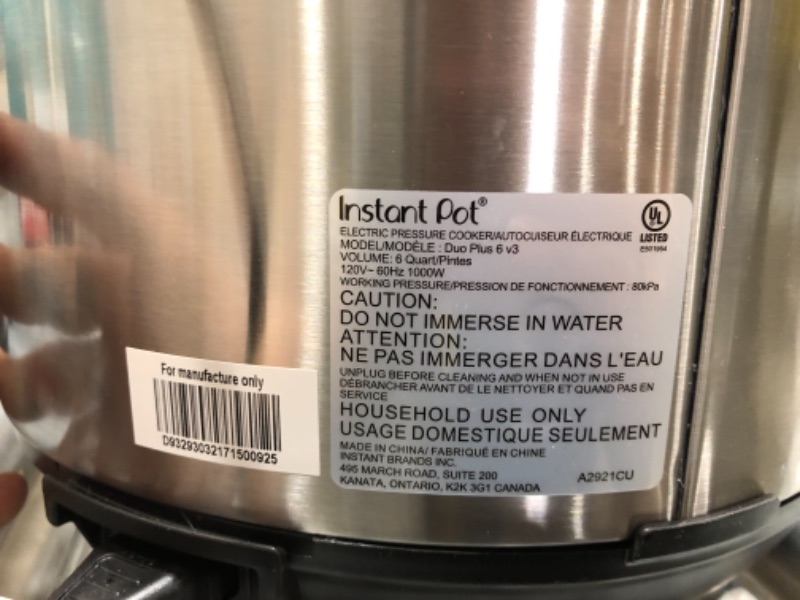 Instant Pot®
ELECTRIC PRESSURE COOKER/AUTOCUISEUR ÉLECTRIQUE
MODEL/MODÈLE : Duo Plus 6 v3
VOLUME: 6 Quart/Pintes
120V~ 60Hz 1000W
WORKING PRESSURE/PRESSION DE FONCTIONNEMENT : 80kPa
UL
LISTED
CAUTION:
DO NOT IMMERSE IN WATER
ATTENTION:
NE PAS IMMERGER DANS L'EAU
UNPLUG BEFORE CLEANING AND WHEN NOT IN USE
DÉBRANCHER AVANT DE LE NETTOYER ET QUAND PAS EN
SERVICE
HOUSEHOLD USE ONLY
USAGE DOMESTIQUE SEULEMENT
MADE IN CHINA/ FABRIQUÉ EN CHINE
INSTANT BRANDS INC.
495 MARCH ROAD, SUITE 200
KANATA, ONTARIO, K2K 3G1 CANADA
A2921CU
For manufacture only
D93293032171500925